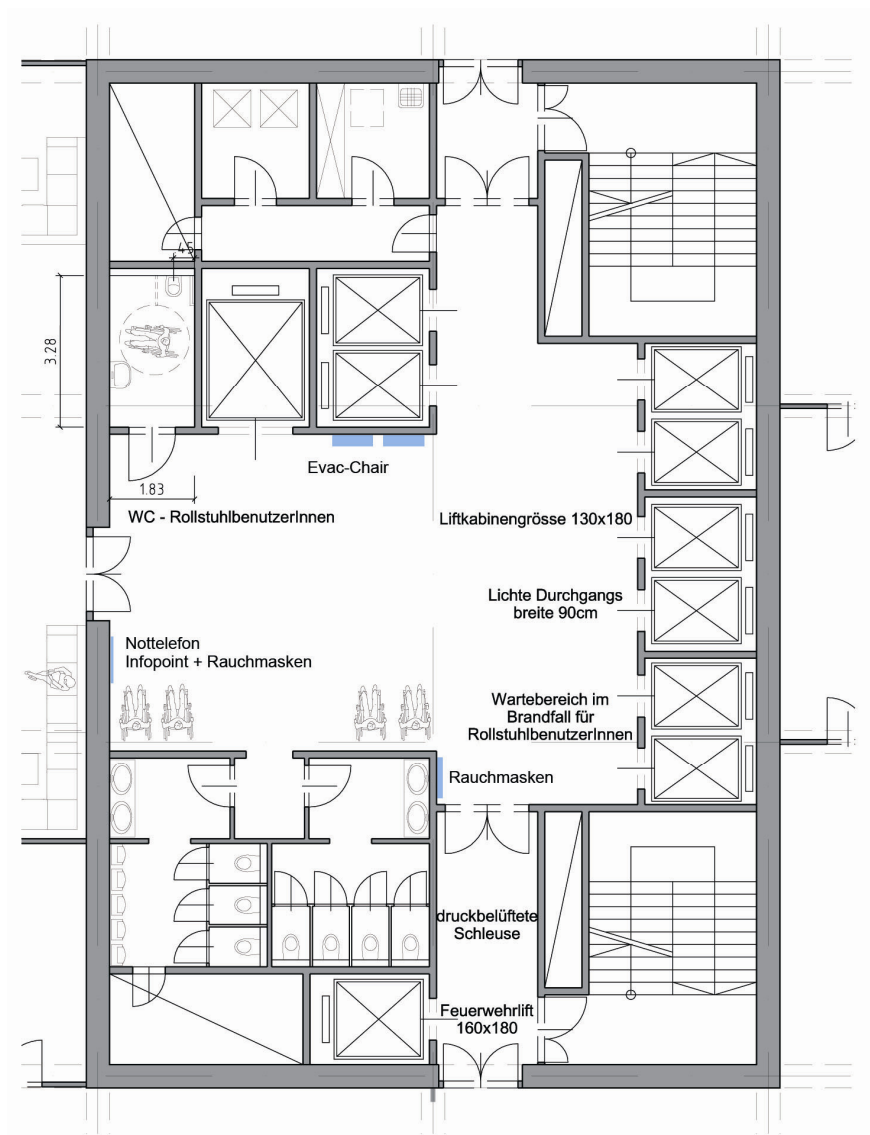 45
3.28
Evac-Chair
1.83
WC - RollstuhlbenutzerInnen
Liftkabinengrösse 130x180
Lichte Durchgangs
breite 90cm
Nottelefon
Infopoint + Rauchmasken
Wartebereich im
Brandfall für
RollstuhlbenutzerInnen
Rauchmasken
druckbelüftete
Schleuse
Feuerwehrlift
160x180